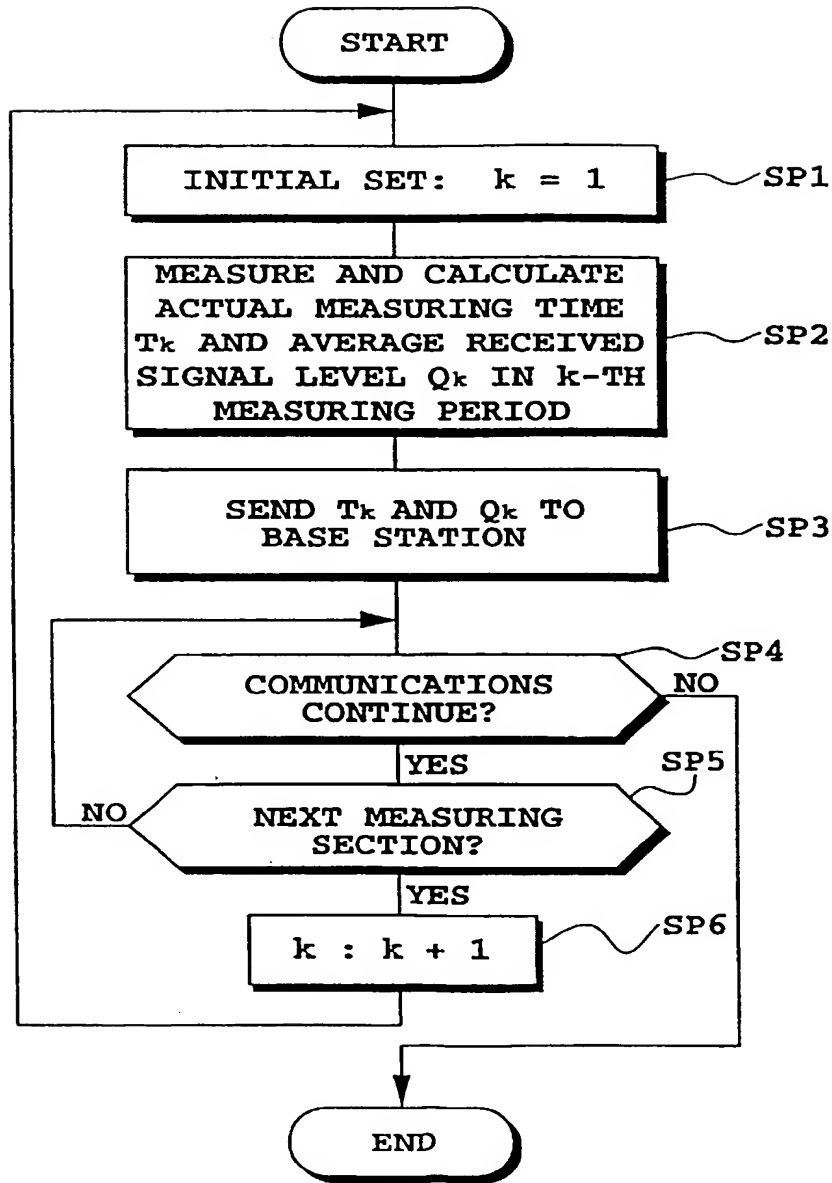 START
INITIAL SET: k = 1
SP1
MEASURE AND CALCULATE
ACTUAL MEASURING TIME
Tk AND AVERAGE RECEIVED
SIGNAL LEVEL Qk IN k-TH
MEASURING PERIOD
SP2
SEND Tk AND Qk TO
BASE STATION
SP3
SP4
COMMUNICATIONS
CONTINUE?
NO
YES
SP5
NO
NEXT MEASURING
SECTION?
YES
SP6
k : k + 1
END